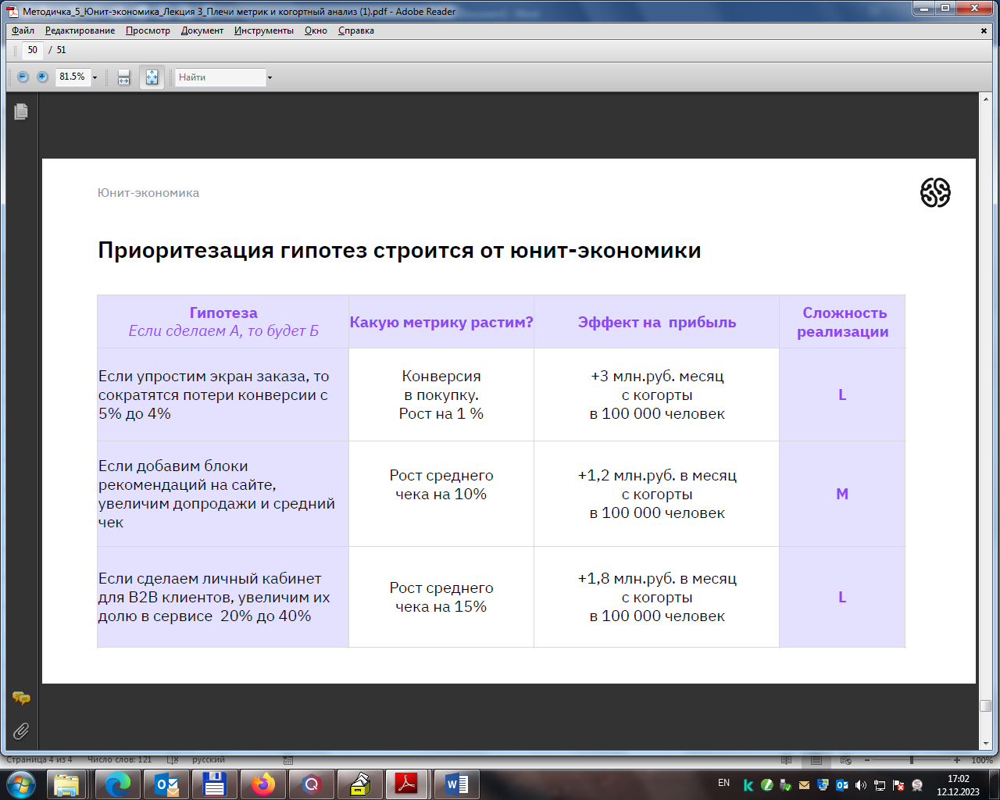 Методичка_5_Юнит-экономика_Лекция 3_Плечи метрик и когортный анализ (1).pdf - Adobe Reader
Файл Редактирование Просмотр Документ Инструменты Окно Справка
50 / 51
81.5% Найти
Юнит-экономика
Приоритезация гипотез строится от юнит-экономики
Гипотеза
Если сделаем А, то будет Б
Какую метрику растим?
Эффект на прибыль
Сложность
реализации
Если упростим экран заказа, то
сократятся потери конверсии с
5% до 4%
Конверсия
в покупку.
Рост на 1 %
+3 млн.руб. месяц
с когорты
в 100 000 человек
L
Если добавим блоки
рекомендаций на сайте,
увеличим допродажи и средний
чек
Рост среднего
чека на 10%
+1,2 млн.руб. в месяц
с когорты
в 100 000 человек
M
Если сделаем личный кабинет
для B2B клиентов, увеличим их
долю в сервисе 20% до 40%
Рост среднего
чека на 15%
+1,8 млн.руб. в месяц
с когорты
в 100 000 человек
L
Страница 4 из 4 Число слов: 121 русский 100%
EN 17:02
12.12.2023